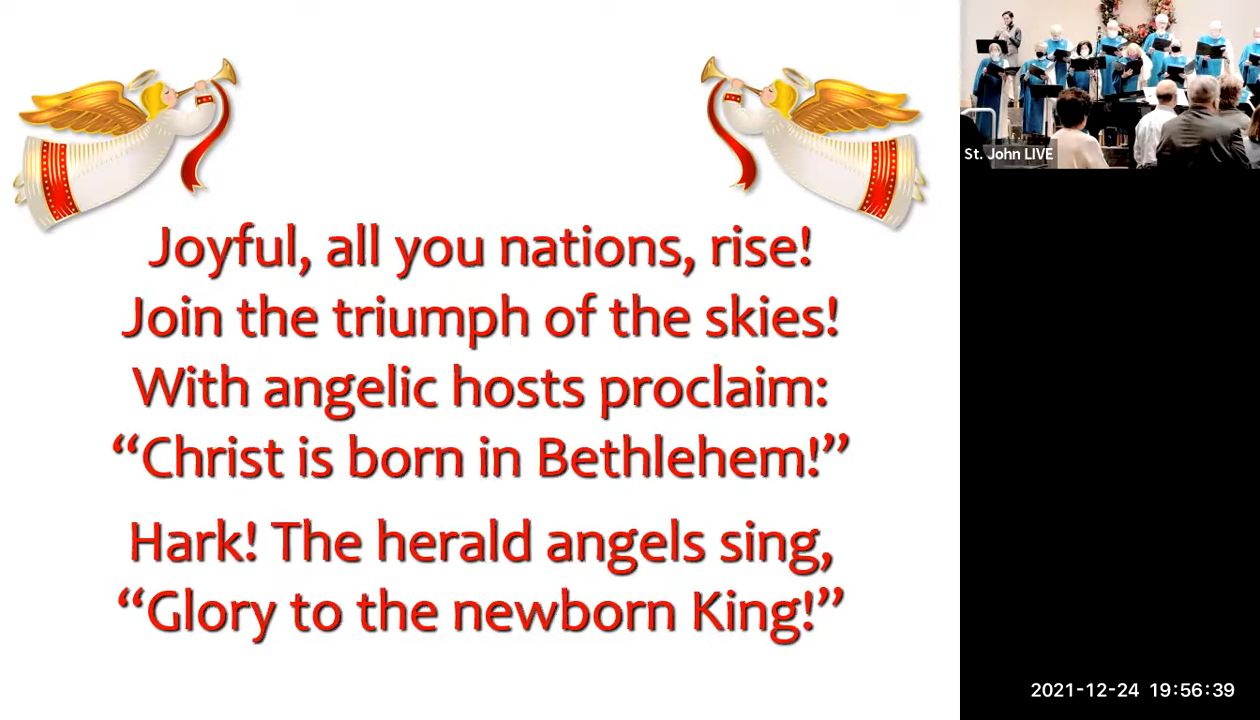 Joyful, all you nations, rise!
Join the triumph of the skies!
With angelic hosts proclaim:
“Christ is born in Bethlehem!”
Hark! The herald angels sing,
“Glory to the newborn King!”
St. John LIVE
2021-12-24 19:56:39